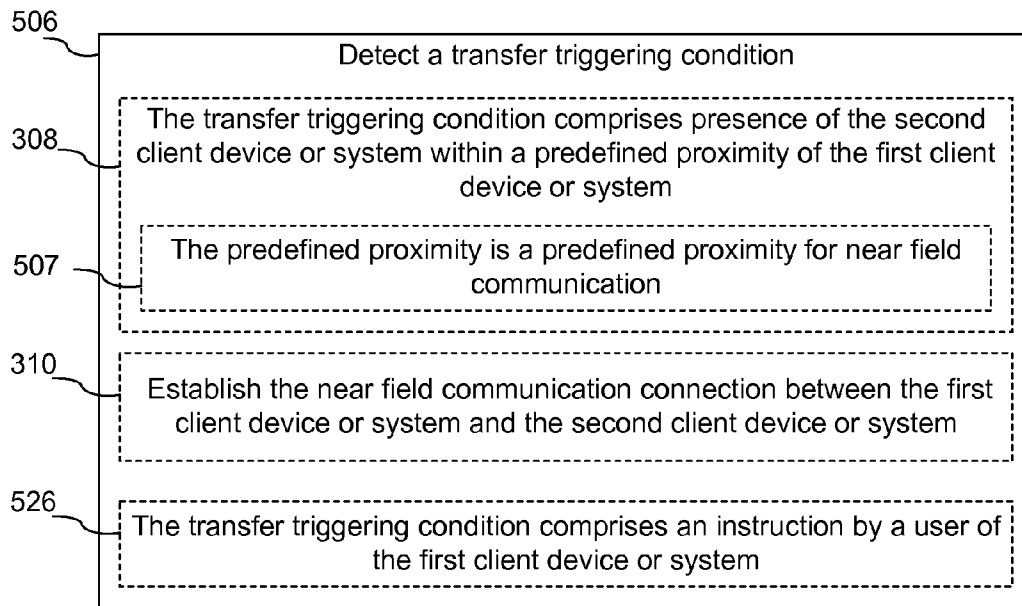 506
Detect a transfer triggering condition
308
The transfer triggering condition comprises presence of the second
client device or system within a predefined proximity of the first client
device or system
507
The predefined proximity is a predefined proximity for near field
communication
310
Establish the near field communication connection between the first
client device or system and the second client device or system
526
The transfer triggering condition comprises an instruction by a user of
the first client device or system